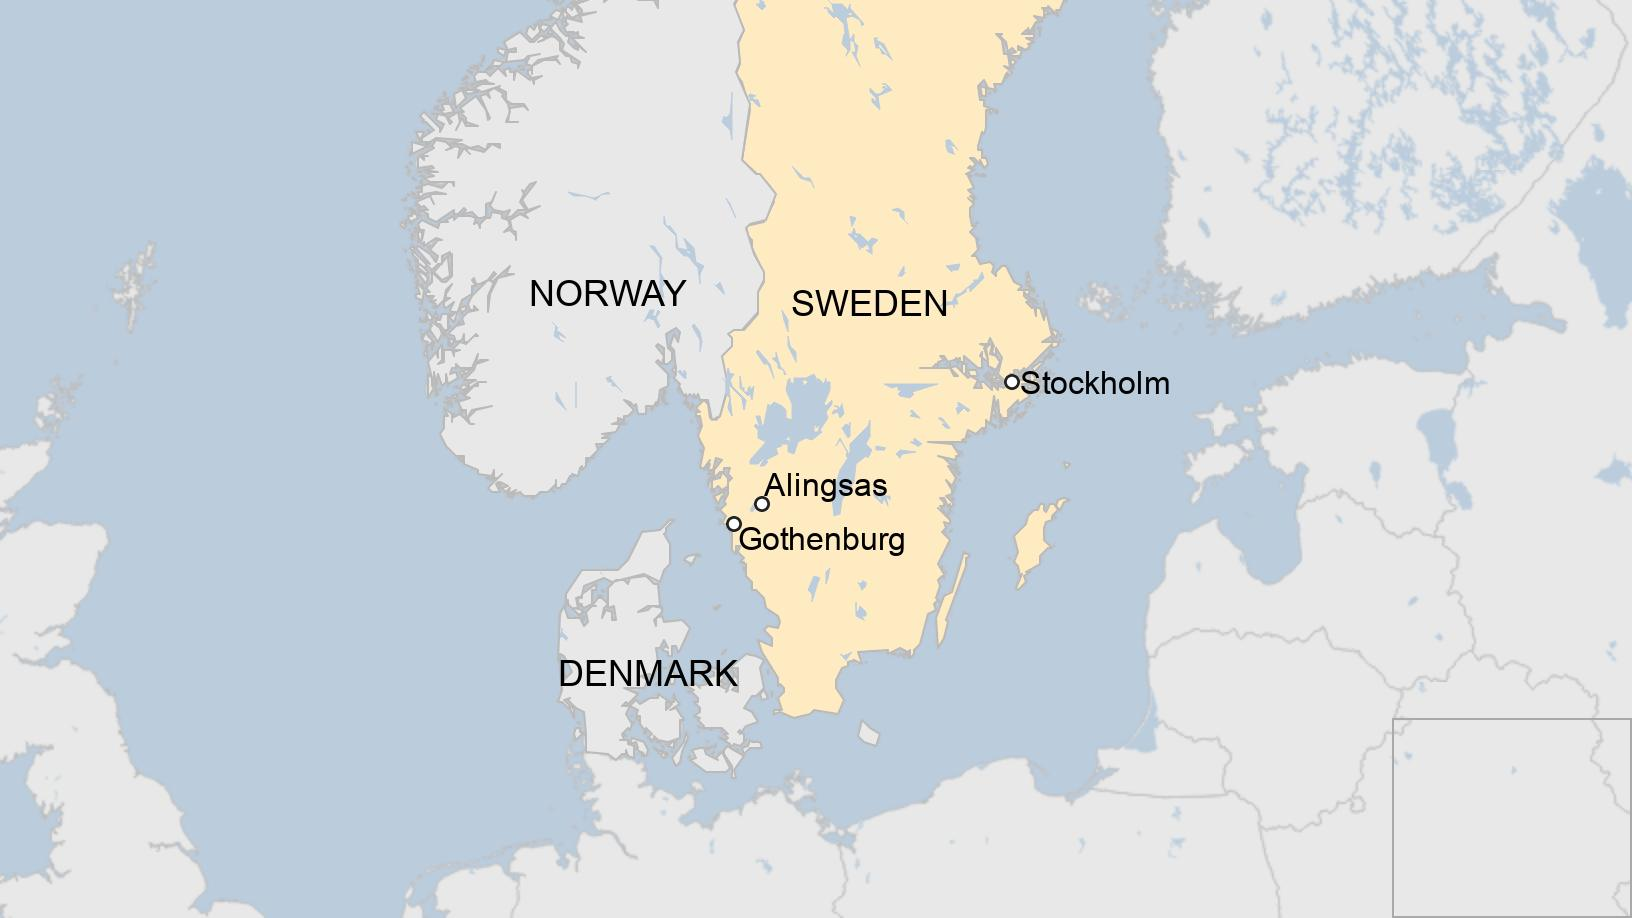 NORWAY
SWEDEN
Stockholm
Alingsas
Gothenburg
DENMARK